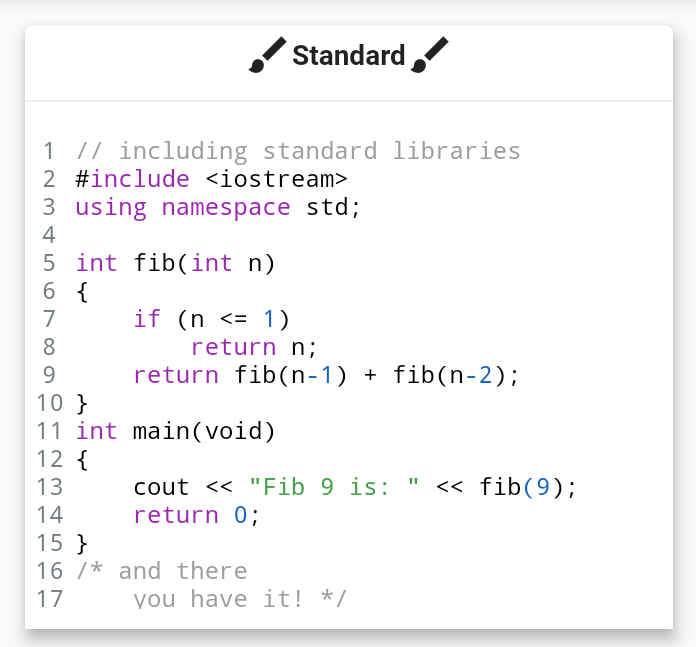 Standard
1 // including standard libraries
2 #include <iostream>
3 using namespace std;
4
5 int fib(int n)
6 {
7     if (n <= 1)
8         return n;
9     return fib(n-1) + fib(n-2);
10 }
11 int main(void)
12 {
13     cout << "Fib 9 is: " << fib(9);
14     return 0;
15 }
16 /* and there
17     you have it! */